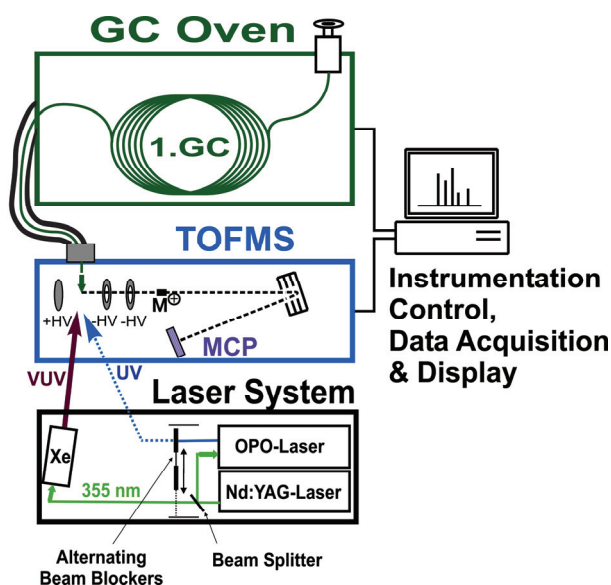 GC Oven
1.GC
TOFMS
+HV
-HV
-HV
M⊕
MCP
VUV
UV
Instrumentation
Control,
Data Acquisition
& Display
Laser System
Xe
355 nm
OPO-Laser
Nd:YAG-Laser
Alternating
Beam Blockers
Beam Splitter